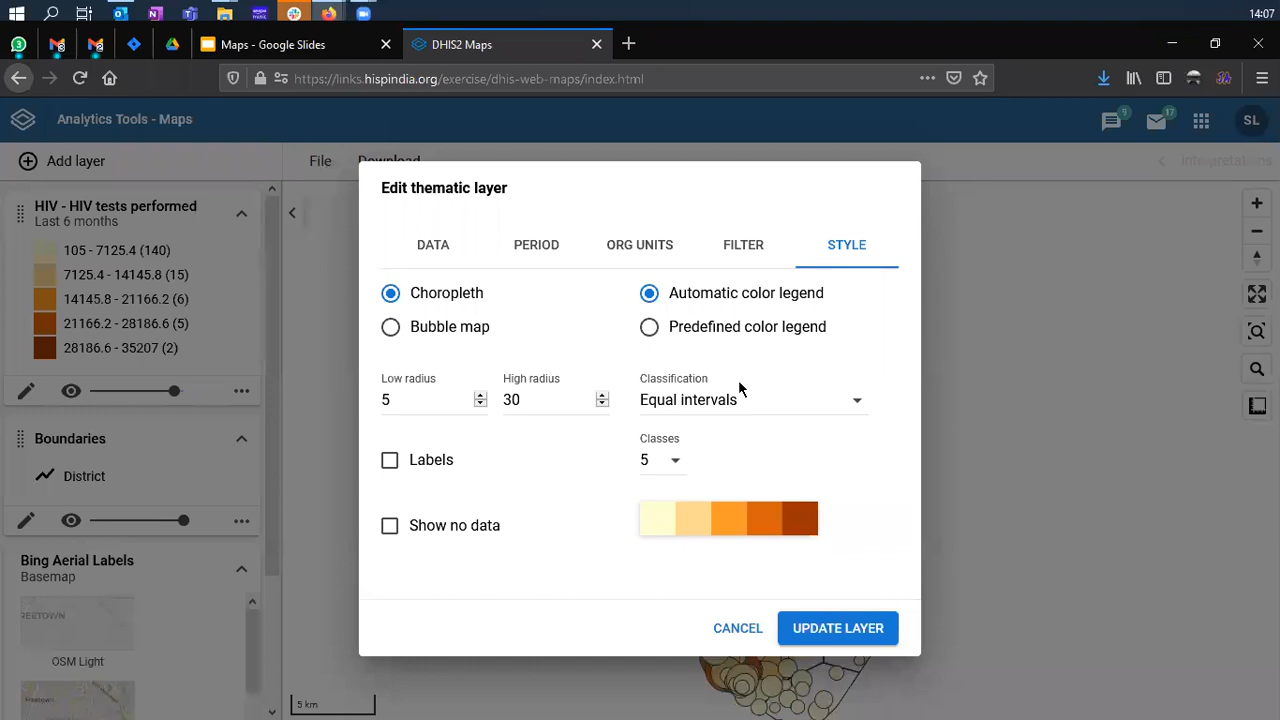 14:07
Maps - Google Slides
DHIS2 Maps
https://links.hispindia.org/exercise/dhis-web-maps/index.html
Analytics Tools - Maps
9
17
SL
Add layer
File
Download
Interpretations
HIV - HIV tests performed
Last 6 months
105 - 7125.4 (140)
7125.4 - 14145.8 (15)
14145.8 - 21166.2 (6)
21166.2 - 28186.6 (5)
28186.6 - 35207 (2)
Boundaries
District
Bing Aerial Labels
Basemap
REETOWN
OSM Light
Edit thematic layer
DATA
PERIOD
ORG UNITS
FILTER
STYLE
Choropleth
Automatic color legend
Bubble map
Predefined color legend
Low radius
High radius
Classification
5
30
Equal intervals
Labels
Classes
5
Show no data
CANCEL
UPDATE LAYER
5 km